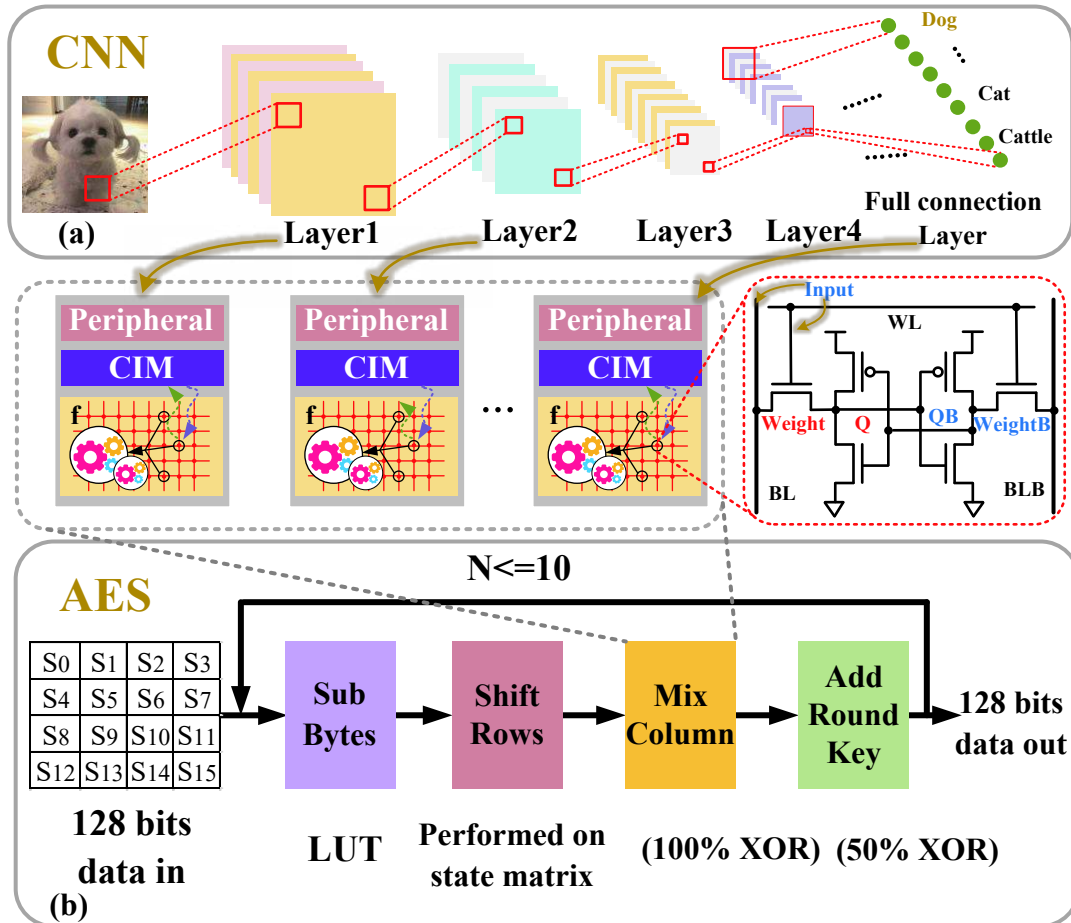 CNN
Dog
Cat
Cattle
(a)
Layer1
Layer2
Layer3
Layer4
Full connection
Layer
Peripheral
CIM
f
Peripheral
CIM
f
...
Peripheral
CIM
f
Input
WL
Weight
Q
QB
WeightB
BL
BLB
AES
N<=10
S0 S1 S2 S3
S4 S5 S6 S7
S8 S9 S10 S11
S12 S13 S14 S15
128 bits
data in
Sub
Bytes
Shift
Rows
Mix
Column
Add
Round
Key
128 bits
data out
LUT
Performed on
state matrix
(100% XOR)
(50% XOR)
(b)